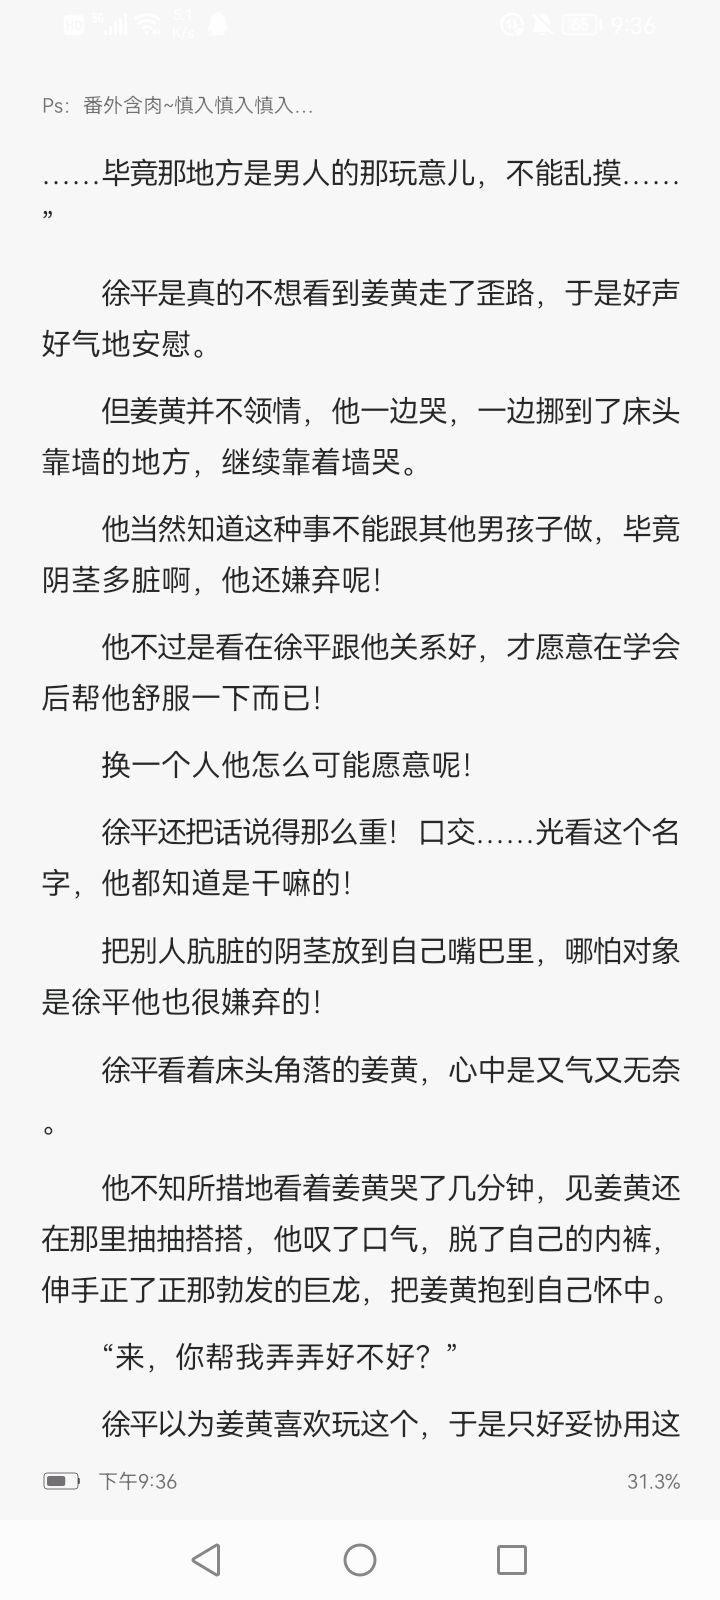 HD 5G 5.1 K/s 65 9:36
Ps：番外含肉~慎入慎入慎入...
……毕竟那地方是男人的那玩意儿，不能乱摸……
”
徐平是真的不想看到姜黄走了歪路，于是好声
好气地安慰。
但姜黄并不领情，他一边哭，一边挪到了床头
靠墙的地方，继续靠着墙哭。
他当然知道这种事不能跟其他男孩子做，毕竟
阴茎多脏啊，他还嫌弃呢！
他不过是看在徐平跟他关系好，才愿意在学会
后帮他舒服一下而已！
换一个人他怎么可能愿意呢！
徐平还把话说得那么重！口交……光看这个名
字，他都知道是干嘛的！
把别人肮脏的阴茎放到自己嘴巴里，哪怕对象
是徐平他也很嫌弃的！
徐平看着床头角落的姜黄，心中是又气又无奈
。
他不知所措地看着姜黄哭了几分钟，见姜黄还
在那里抽抽搭搭，他叹了口气，脱了自己的内裤，
伸手正了正那勃发的巨龙，把姜黄抱到自己怀中。
“来，你帮我弄弄好不好？”
徐平以为姜黄喜欢玩这个，于是只好妥协用这
下午9:36 31.3%